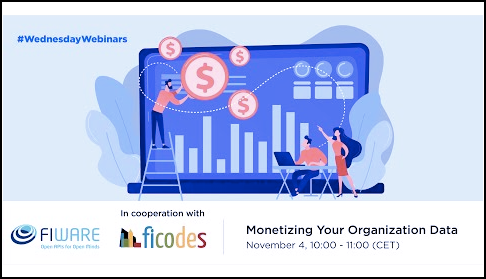 #WednesdayWebinars
In cooperation with
FIWARE
Open APIs for Open Minds
ficodes
Monetizing Your Organization Data
November 4, 10:00 - 11:00 (CET)